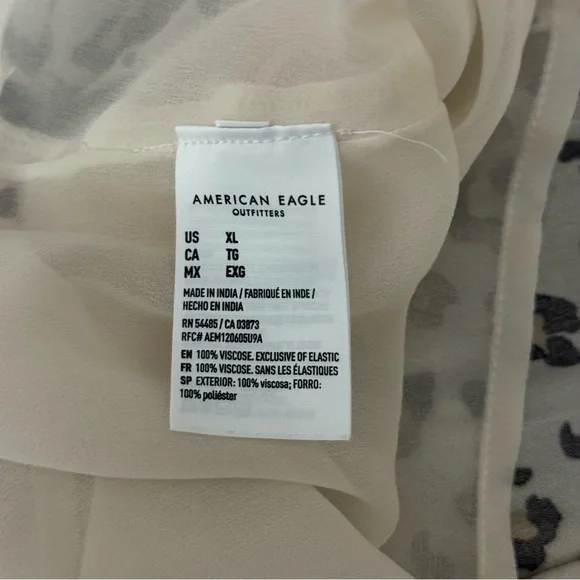 AMERICAN EAGLE
OUTFITTERS
US XL
CA TG
MX EXG
MADE IN INDIA / FABRIQUÉ EN INDE /
HECHO EN INDIA
RN 54485 / CA 03873
RFC# AEM120605U9A
EN 100% VISCOSE. EXCLUSIVE OF ELASTIC
FR 100% VISCOSE. SANS LES ÉLASTIQUES
SP EXTERIOR: 100% viscosa; FORRO:
100% poliéster